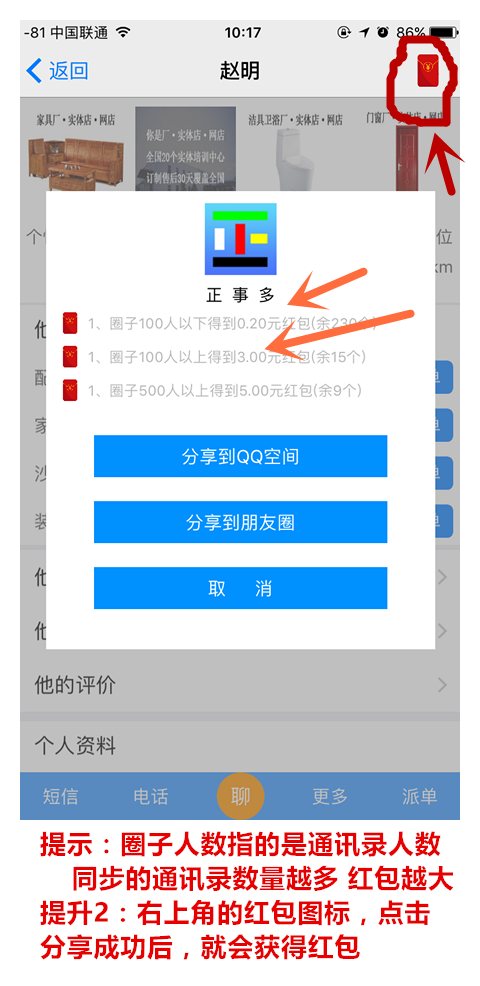 -81 中国联通 10:17 86%
返回 赵明
家具厂·实体店·网店
你是厂·实体店·网店
全国20个实体培训中心
订制售后30天覆盖全国
洁具卫浴厂·实体店·网店
门窗厂·实体店·网店
个 位
km
正事多
1、圈子100人以下得到0.20元红包(余230个)
1、圈子100人以上得到3.00元红包(余15个)
1、圈子500人以上得到5.00元红包(余9个)
他
配 单
家 单
沙 单
装 单
分享到QQ空间
分享到朋友圈
取 消
他
他
他的评价
个人资料
短信 电话 聊 更多 派单
提示：圈子人数指的是通讯录人数
同步的通讯录数量越多 红包越大
提升2：右上角的红包图标，点击
分享成功后，就会获得红包